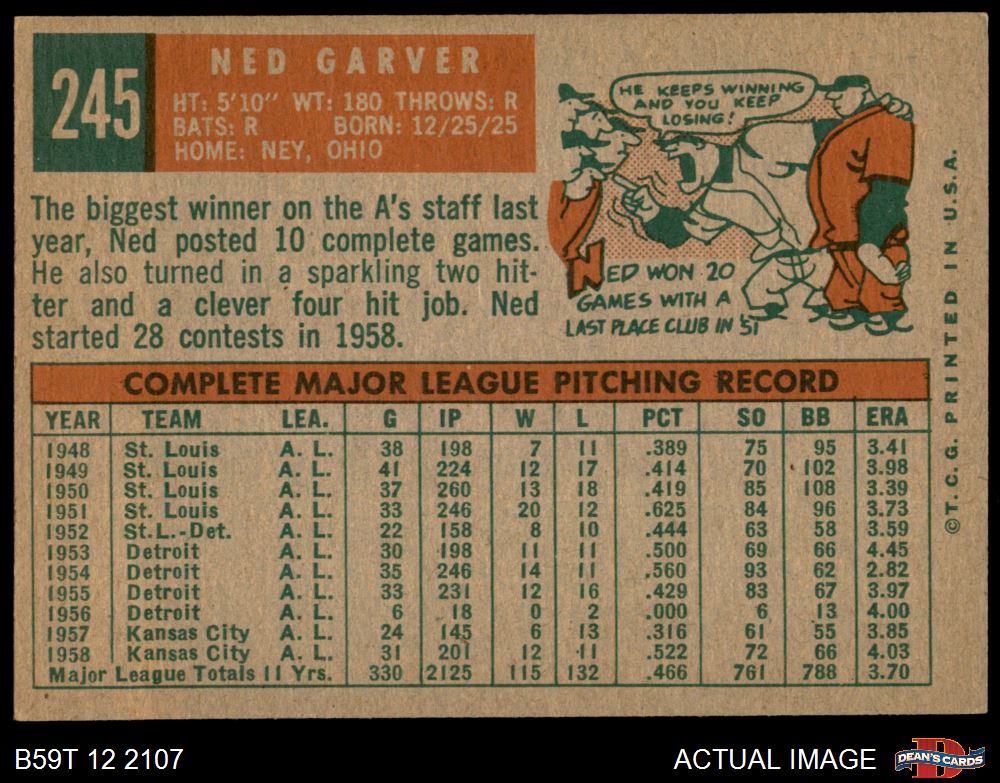 245
NED GARVER
HT: 5'10" WT: 180 THROWS: R
BATS: R BORN: 12/25/25
HOME: NEY, OHIO
The biggest winner on the A's staff last
year, Ned posted 10 complete games.
He also turned in a sparkling two hit-
ter and a clever four hit job. Ned
started 28 contests in 1958.
HE KEEPS WINNING
AND YOU KEEP
LOSING!
NED WON 20
GAMES WITH A
LAST PLACE CLUB IN '51
COMPLETE MAJOR LEAGUE PITCHING RECORD
YEAR TEAM LEA. G IP W L PCT SO BB ERA
1948 St. Louis A. L. 38 198 7 11 .389 75 95 3.41
1949 St. Louis A. L. 41 224 12 17 .414 70 102 3.98
1950 St. Louis A. L. 37 260 13 18 .419 85 108 3.39
1951 St. Louis A. L. 33 246 20 12 .625 84 96 3.73
1952 St.L.-Det. A. L. 22 158 8 10 .444 63 58 3.59
1953 Detroit A. L. 30 198 11 11 .500 69 66 4.45
1954 Detroit A. L. 35 246 14 11 .560 93 62 2.82
1955 Detroit A. L. 33 231 12 16 .429 83 67 3.97
1956 Detroit A. L. 6 18 0 2 .000 6 13 4.00
1957 Kansas City A. L. 24 145 6 13 .316 61 55 3.85
1958 Kansas City A. L. 31 201 12 11 .522 72 66 4.03
Major League Totals 11 Yrs. 330 2125 115 132 .466 761 788 3.70
©T.C.G. PRINTED IN U.S.A.
B59T 12 2107
ACTUAL IMAGE
D
DEAN'S CARDS